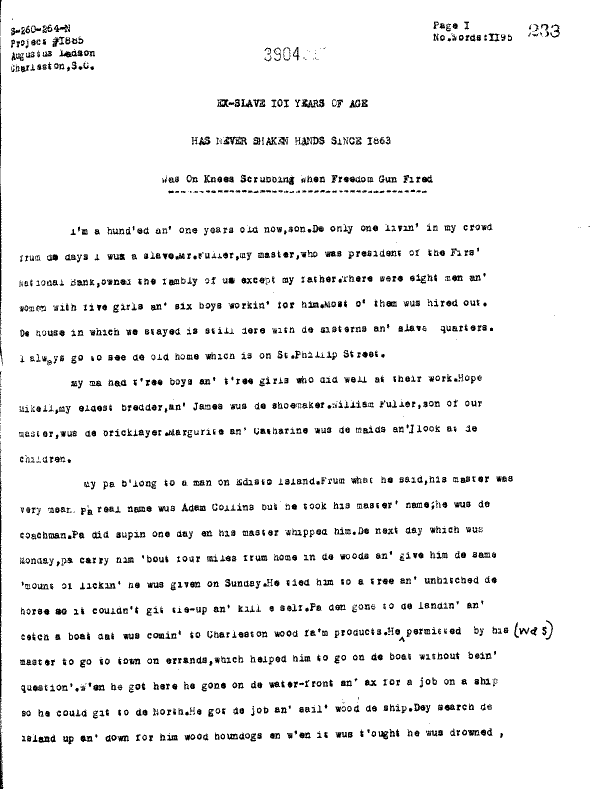 S-260-264-N
Project #I885
Augustus Ladson
Charleston, S.C.
Page I
No.Words:II95
233
3904
EX-SLAVE IOI YEARS OF AGE
HAS NEVER SHAKEN HANDS SINCE I863
Was On Knees Scrubbing when Freedom Gun Fired
I'm a hund'ed an' one years old now,son.De only one livin' in my crowd
frum de days I wuz a slave.Mr.Fuller,my master,who was president of the Firs'
National Bank,owned the fambly of us except my father.There were eight men an'
women with five girls an' six boys workin' for him.Most o' them wus hired out.
De house in which we stayed is still dere with de sisterns an' slave quarters.
I always go to see de old home which is on St.Phillip Street.
My ma had t'ree boys an' t'ree girls who did well at their work.Hope
Mikell,my eldest bredder,an' James wus de shoemaker.William Fuller,son of our
master,wus de bricklayer.Margurite an' Catharine wus de maids an' look at de
children.
My pa b'long to a man on Edisto Island.Frum what he said,his master was
very mean. Pa real name wus Adam Collins but he took his master' name;he wus de
coachman.Pa did supin one day en his master whipped him.De next day which wus
Monday,pa carry him 'bout four miles frum home in de woods an' give him de same
'mount of lickin' he wus given on Sunday.He tied him to a tree an' unhitched de
horse so it couldn't git tie-up an' kill e self.Pa den gone to de landin' an'
cetch a boat dat wus comin' to Charleston wood fa'm products.He permitted by his (was)
master to go to town on errands,which helped him to go on de boat without bein'
question'.W'en he got here he gone on de water-front an' ax for a job on a ship
so he could git to de North.He got de job an' sail' wood de ship.Dey search de
island up an' down for him wood houndogs en w'en it wus t'ought he wus drowned,